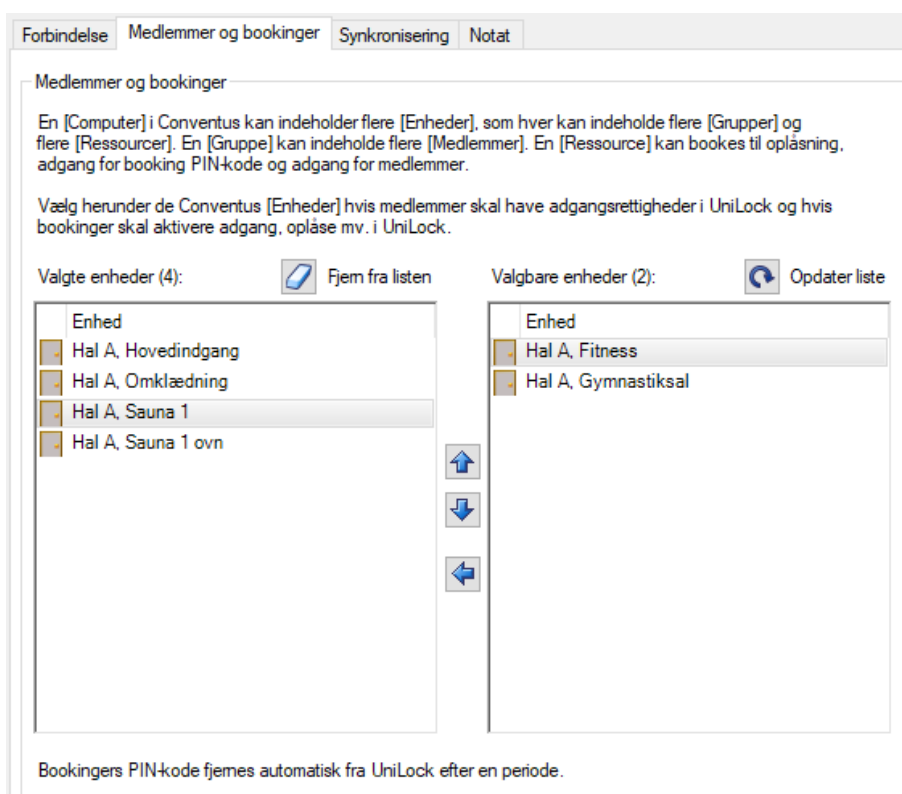 Forbindelse Medlemmer og bookinger Synkronisering Notat
Medlemmer og bookinger
En [Computer] i Conventus kan indeholder flere [Enheder], som hver kan indeholde flere [Grupper] og
flere [Ressourcer]. En [Gruppe] kan indeholde flere [Medlemmer]. En [Ressource] kan bookes til oplåsning,
adgang for booking PIN-kode og adgang for medlemmer.
Vælg herunder de Conventus [Enheder] hvis medlemmer skal have adgangsrettigheder i UniLock og hvis
bookinger skal aktivere adgang, oplåse mv. i UniLock.
Valgte enheder (4): Fjern fra listen
Enhed
Hal A, Hovedindgang
Hal A, Omklædning
Hal A, Sauna 1
Hal A, Sauna 1 ovn
Valgbare enheder (2): Opdater liste
Enhed
Hal A, Fitness
Hal A, Gymnastiksal
Bookingers PIN-kode fjernes automatisk fra UniLock efter en periode.